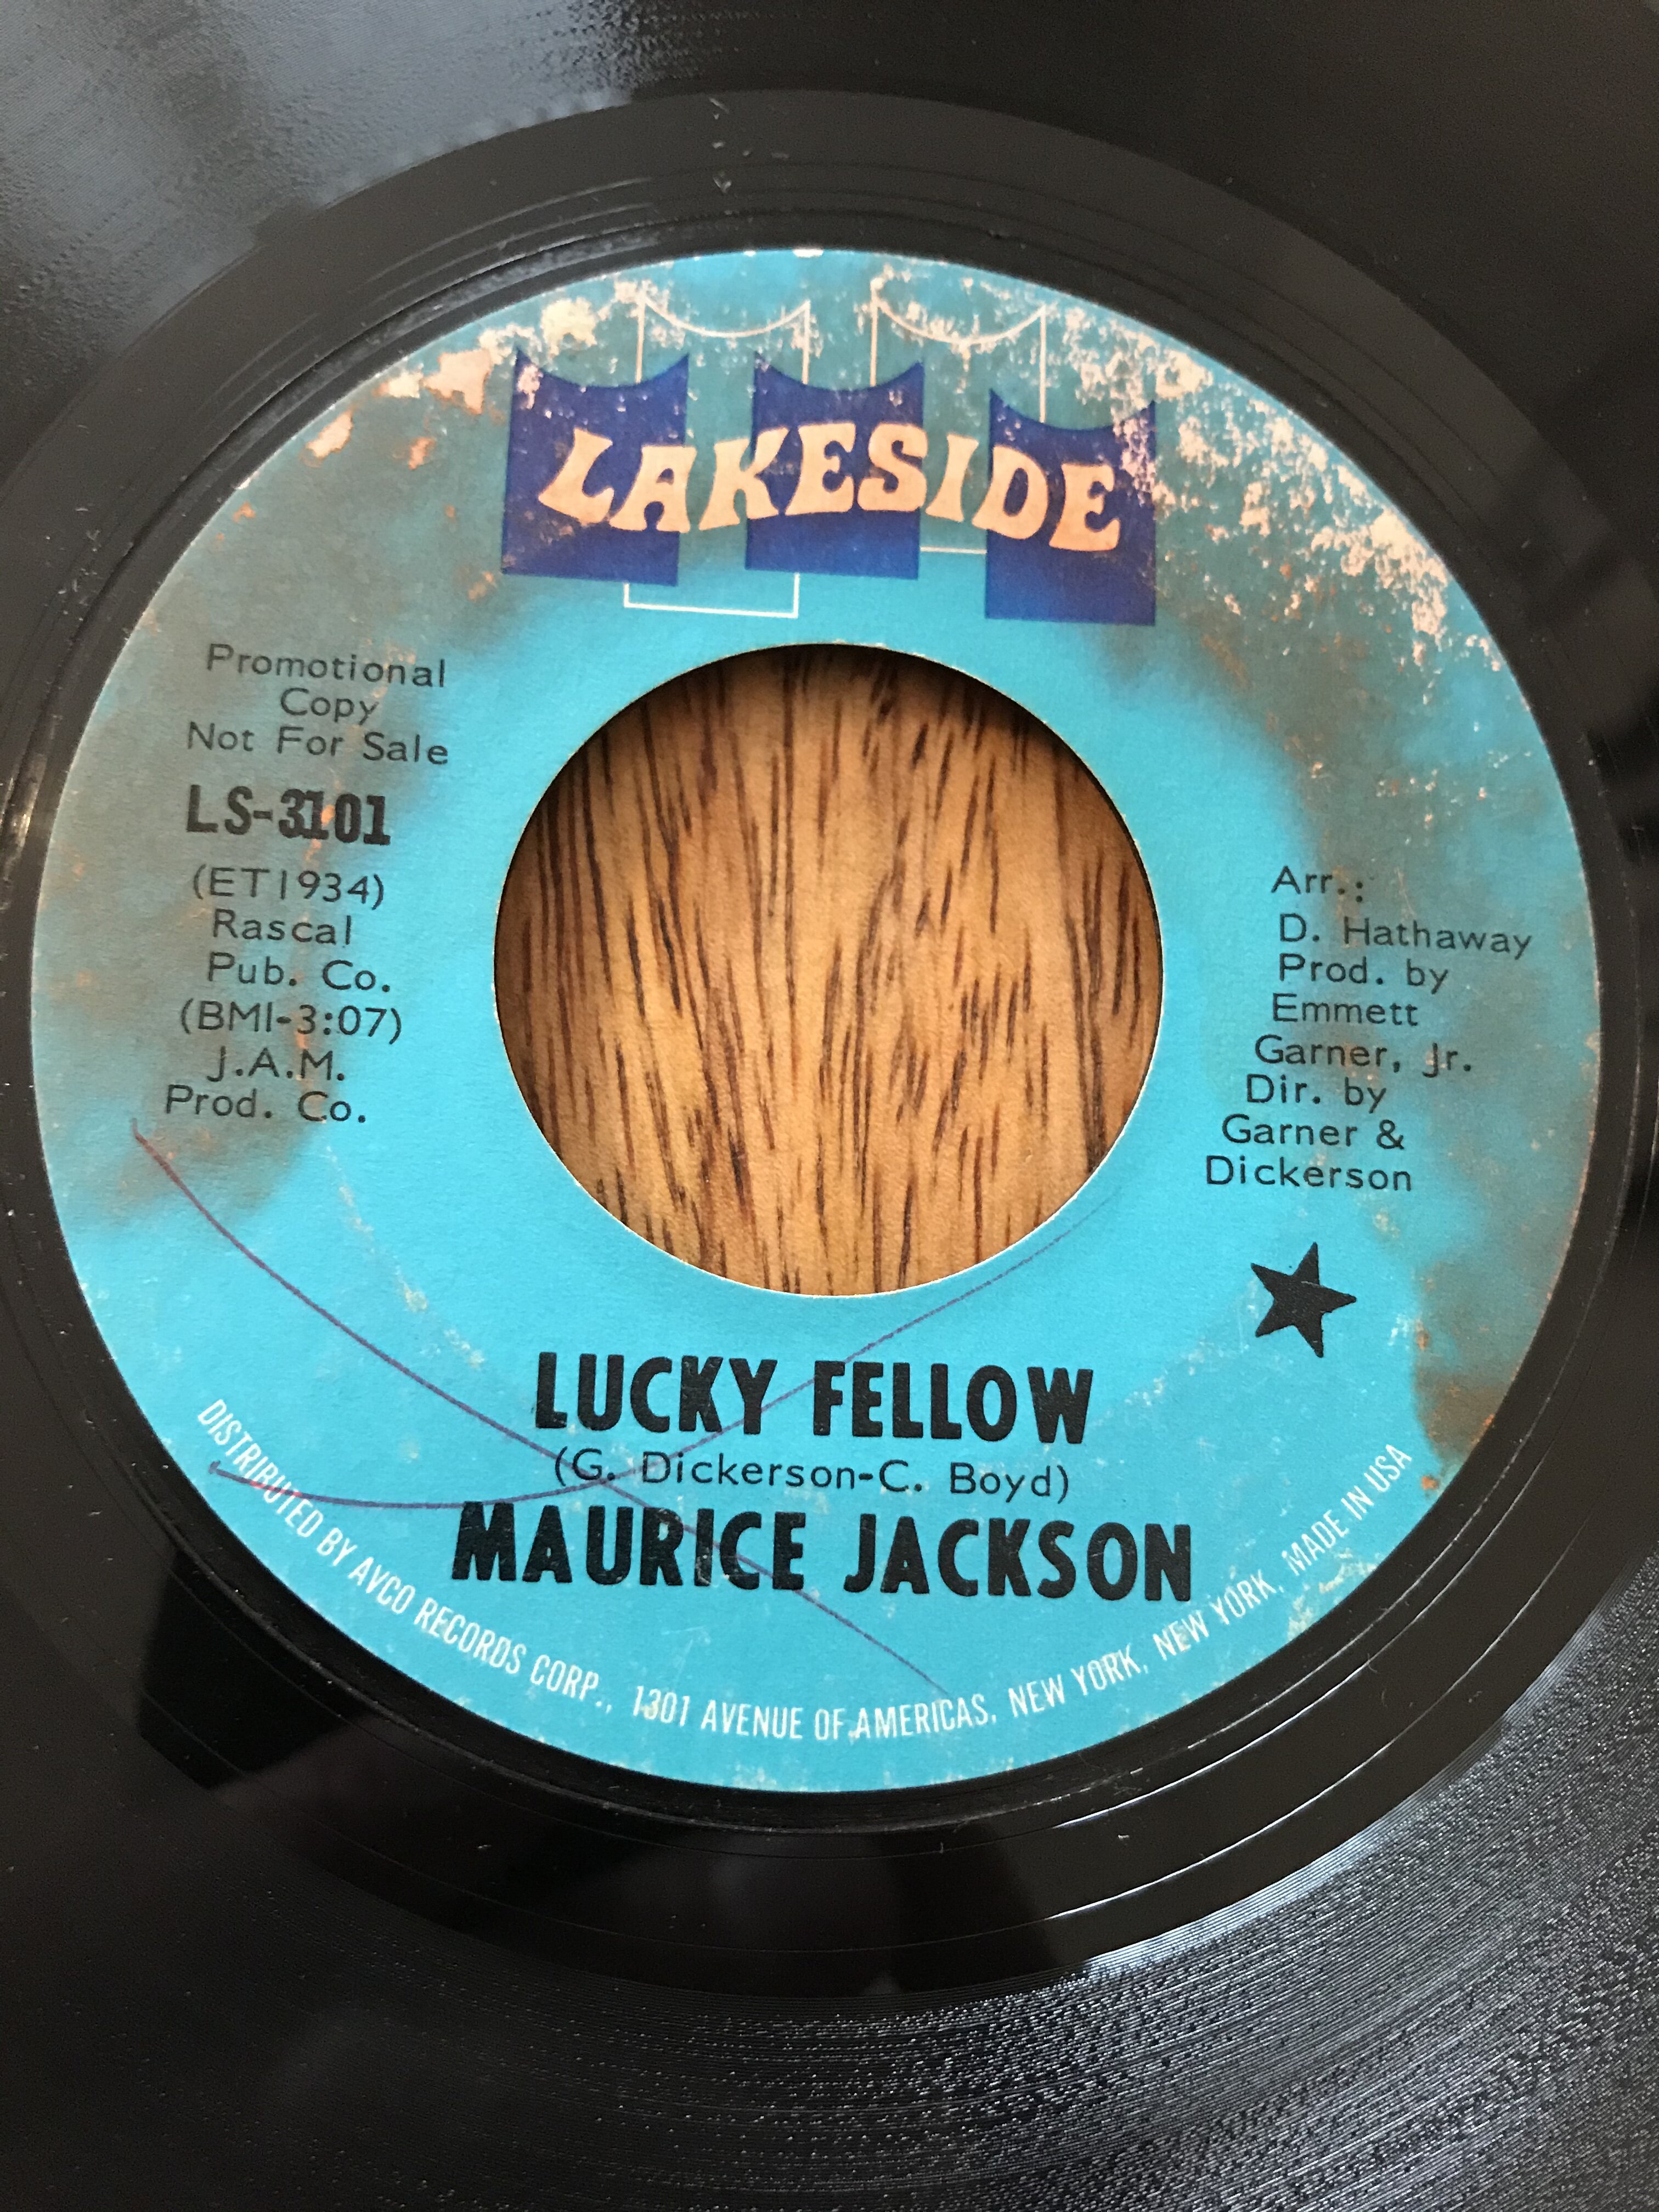 LAKESIDE
Promotional
Copy
Not For Sale
LS-3101
(ET1934)
Rascal
Pub. Co.
(BMI-3:07)
J.A.M.
Prod. Co.
Arr.:
D. Hathaway
Prod. by
Emmett
Garner, Jr.
Dir. by
Garner &
Dickerson
LUCKY FELLOW
(G. Dickerson-C. Boyd)
MAURICE JACKSON
DISTRIBUTED BY AVCO RECORDS CORP., 1301 AVENUE OF AMERICAS, NEW YORK, NEW YORK, MADE IN USA